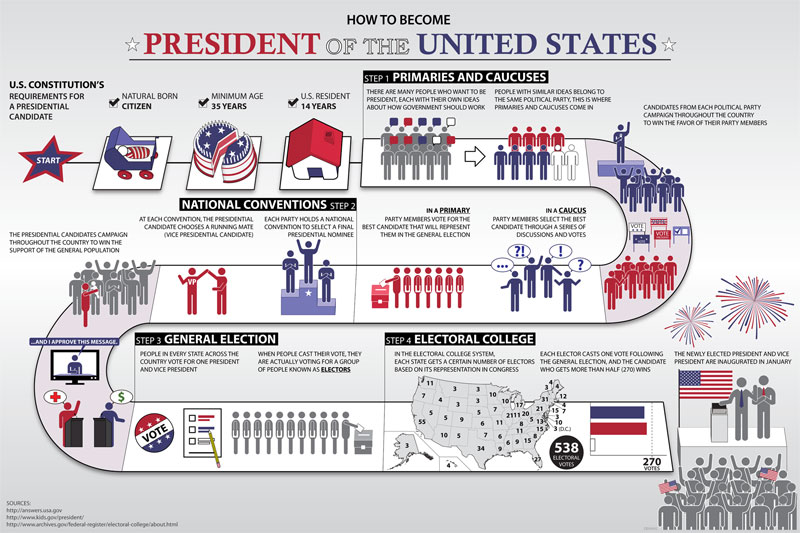 HOW TO BECOME
PRESIDENT OF THE UNITED STATES
U.S. CONSTITUTION'S
REQUIREMENTS FOR
A PRESIDENTIAL
CANDIDATE
START
NATURAL BORN
CITIZEN
MINIMUM AGE
35 YEARS
U.S. RESIDENT
14 YEARS
STEP 1 PRIMARIES AND CAUCUSES
THERE ARE MANY PEOPLE WHO WANT TO BE
PRESIDENT, EACH WITH THEIR OWN IDEAS
ABOUT HOW GOVERNMENT SHOULD WORK
PEOPLE WITH SIMILAR IDEAS BELONG TO
THE SAME POLITICAL PARTY, THIS IS WHERE
PRIMARIES AND CAUCUSES COME IN
CANDIDATES FROM EACH POLITICAL PARTY
CAMPAIGN THROUGHOUT THE COUNTRY
TO WIN THE FAVOR OF THEIR PARTY MEMBERS
VOTE
VOTE
IN A CAUCUS
PARTY MEMBERS SELECT THE BEST
CANDIDATE THROUGH A SERIES OF
DISCUSSIONS AND VOTES
...
?!
!
?
IN A PRIMARY
PARTY MEMBERS VOTE FOR THE
BEST CANDIDATE THAT WILL REPRESENT
THEM IN THE GENERAL ELECTION
NATIONAL CONVENTIONS STEP 2
EACH PARTY HOLDS A NATIONAL
CONVENTION TO SELECT A FINAL
PRESIDENTIAL NOMINEE
AT EACH CONVENTION, THE PRESIDENTIAL
CANDIDATE CHOOSES A RUNNING MATE
(VICE PRESIDENTIAL CANDIDATE)
VP
THE PRESIDENTIAL CANDIDATES CAMPAIGN
THROUGHOUT THE COUNTRY TO WIN THE
SUPPORT OF THE GENERAL POPULATION
...AND I APPROVE THIS MESSAGE.
$
STEP 3 GENERAL ELECTION
PEOPLE IN EVERY STATE ACROSS THE
COUNTRY VOTE FOR ONE PRESIDENT
AND VICE PRESIDENT
WHEN PEOPLE CAST THEIR VOTE, THEY
ARE ACTUALLY VOTING FOR A GROUP
OF PEOPLE KNOWN AS ELECTORS
VOTE
STEP 4 ELECTORAL COLLEGE
IN THE ELECTORAL COLLEGE SYSTEM,
EACH STATE GETS A CERTAIN NUMBER OF ELECTORS
BASED ON ITS REPRESENTATION IN CONGRESS
EACH ELECTOR CASTS ONE VOTE FOLLOWING
THE GENERAL ELECTION, AND THE CANDIDATE
WHO GETS MORE THAN HALF (270) WINS
11
3
3
10
55
5
34
3
4
27
3 (D.C.)
538
ELECTORAL
VOTES
270
VOTES
THE NEWLY ELECTED PRESIDENT AND VICE
PRESIDENT ARE INAUGURATED IN JANUARY
SOURCES:
http://answers.usa.gov
http://www.kids.gov/president/
http://www.archives.gov/federal-register/electoral-college/about.html